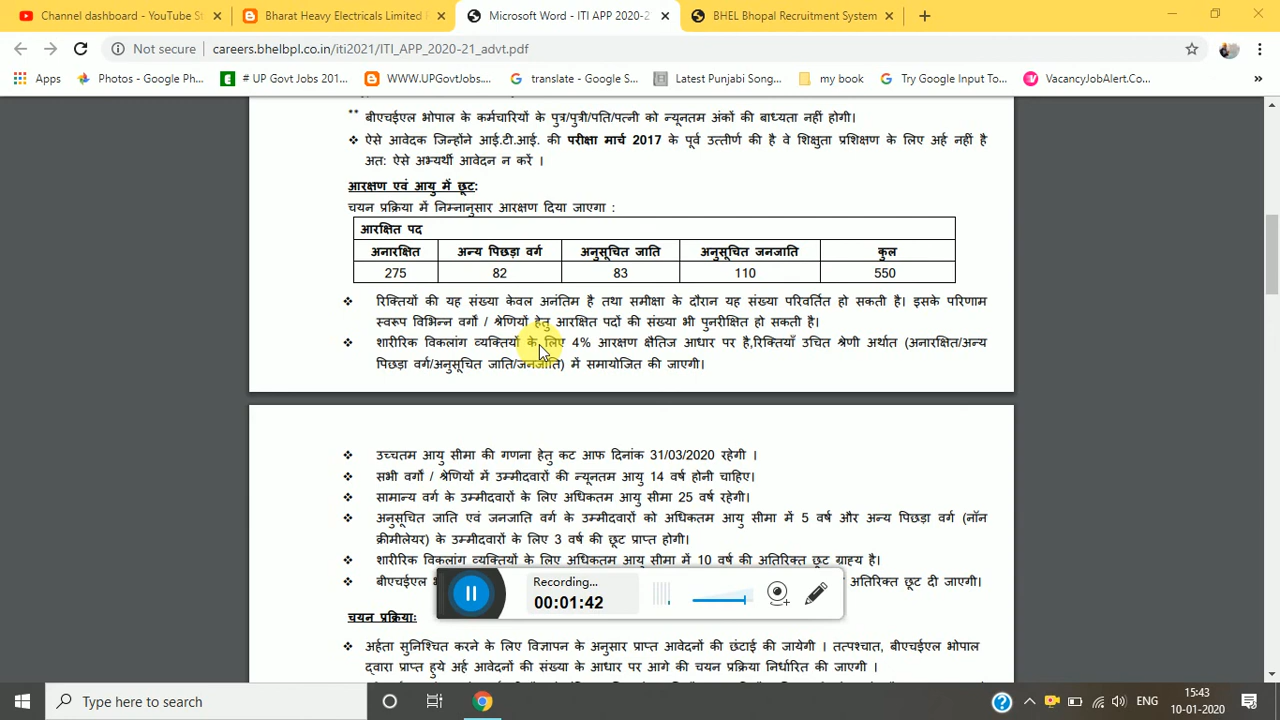 Channel dashboard - YouTube St
Bharat Heavy Electricals Limited
Microsoft Word - ITI APP 2020-2
BHEL Bhopal Recruitment System
Not secure
careers.bhelbpl.co.in/iti2021/ITI_APP_2020-21_advt.pdf
Apps
Photos - Google Ph...
# UP Govt Jobs 201...
WWW.UPGovtJobs....
translate - Google S...
Latest Punjabi Song...
my book
Try Google Input To...
VacancyJobAlert.Co...
** बीएचईएल भोपाल के कर्मचारियों के पुत्र/पुत्री/पति/पत्नी को न्यूनतम अंकों की बाध्यता नहीं होगी।
❖ ऐसे आवेदक जिन्होंने आई.टी.आई. की परीक्षा मार्च 2017 के पूर्व उत्तीर्ण की है वे शिक्षुता प्रशिक्षण के लिए अर्ह नहीं है
अत: ऐसे अभ्यर्थी आवेदन न करें ।
आरक्षण एवं आयु में छूट:
चयन प्रक्रिया में निम्नानुसार आरक्षण दिया जाएगा :
आरक्षित पद
अनारक्षित अन्य पिछड़ा वर्ग अनुसूचित जाति अनुसूचित जनजाति कुल
275 82 83 110 550
❖ रिक्तियों की यह संख्या केवल अनंतिम है तथा समीक्षा के दौरान यह संख्या परिवर्तित हो सकती है। इसके परिणाम
स्वरूप विभिन्न वर्गों / श्रेणियों हेतु आरक्षित पदों की संख्या भी पुनरीक्षित हो सकती है।
❖ शारीरिक विकलांग व्यक्तियों के लिए 4% आरक्षण क्षैतिज आधार पर है,रिक्तियाँ उचित श्रेणी अर्थात (अनारक्षित/अन्य
पिछड़ा वर्ग/अनुसूचित जाति/जनजाति) में समायोजित की जाएगी।
❖ उच्चतम आयु सीमा की गणना हेतु कट आफ दिनांक 31/03/2020 रहेगी ।
❖ सभी वर्गों / श्रेणियों में उम्मीदवारों की न्यूनतम आयु 14 वर्ष होनी चाहिए।
❖ सामान्य वर्ग के उम्मीदवारों के लिए अधिकतम आयु सीमा 25 वर्ष रहेगी।
❖ अनुसूचित जाति एवं जनजाति वर्ग के उम्मीदवारों को अधिकतम आयु सीमा में 5 वर्ष और अन्य पिछड़ा वर्ग (नॉन
क्रीमीलेयर) के उम्मीदवारों के लिए 3 वर्ष की छूट प्राप्त होगी।
❖ शारीरिक विकलांग व्यक्तियों के लिए अधिकतम आयु सीमा में 10 वर्ष की अतिरिक्त छूट ग्राह्य है।
❖ बीएचईएल अतिरिक्त छूट दी जाएगी।
Recording...
00:01:42
चयन प्रक्रिया:
❖ अर्हता सुनिश्चित करने के लिए विज्ञापन के अनुसार प्राप्त आवेदनों की छंटाई की जायेगी । तत्पश्चात, बीएचईएल भोपाल
द्वारा प्राप्त हुये अर्ह आवेदनों की संख्या के आधार पर आगे की चयन प्रक्रिया निर्धारित की जाएगी ।
Type here to search
ENG
15:43
10-01-2020